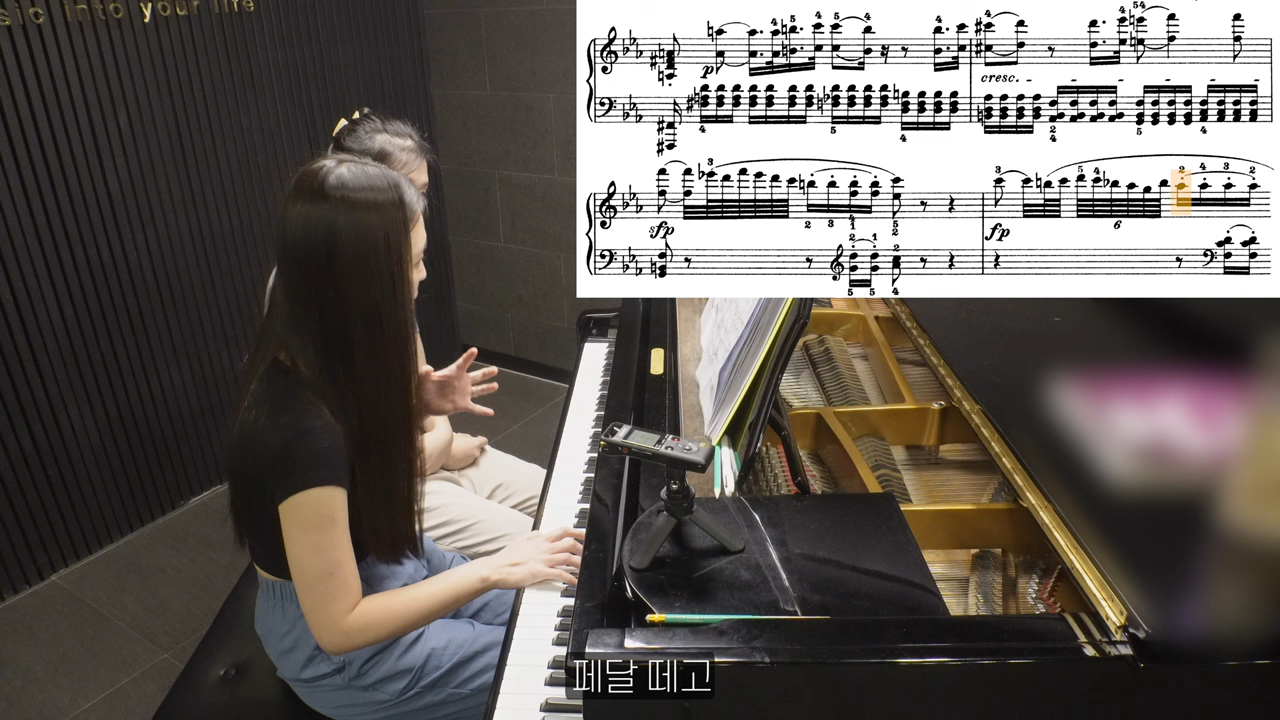 sic into your life
p
cresc.
sfp
fp
페달 떼고